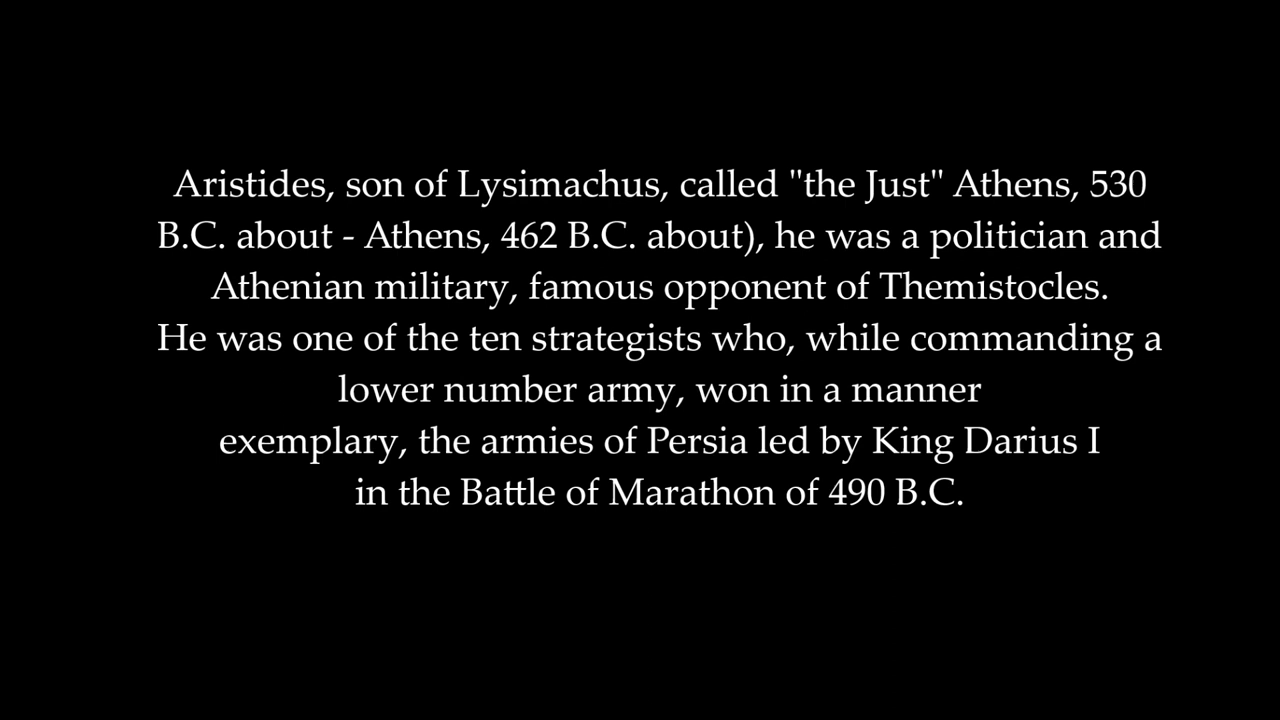 Aristides, son of Lysimachus, called "the Just" Athens, 530
B.C. about - Athens, 462 B.C. about), he was a politician and
Athenian military, famous opponent of Themistocles.
He was one of the ten strategists who, while commanding a
lower number army, won in a manner
exemplary, the armies of Persia led by King Darius I
in the Battle of Marathon of 490 B.C.